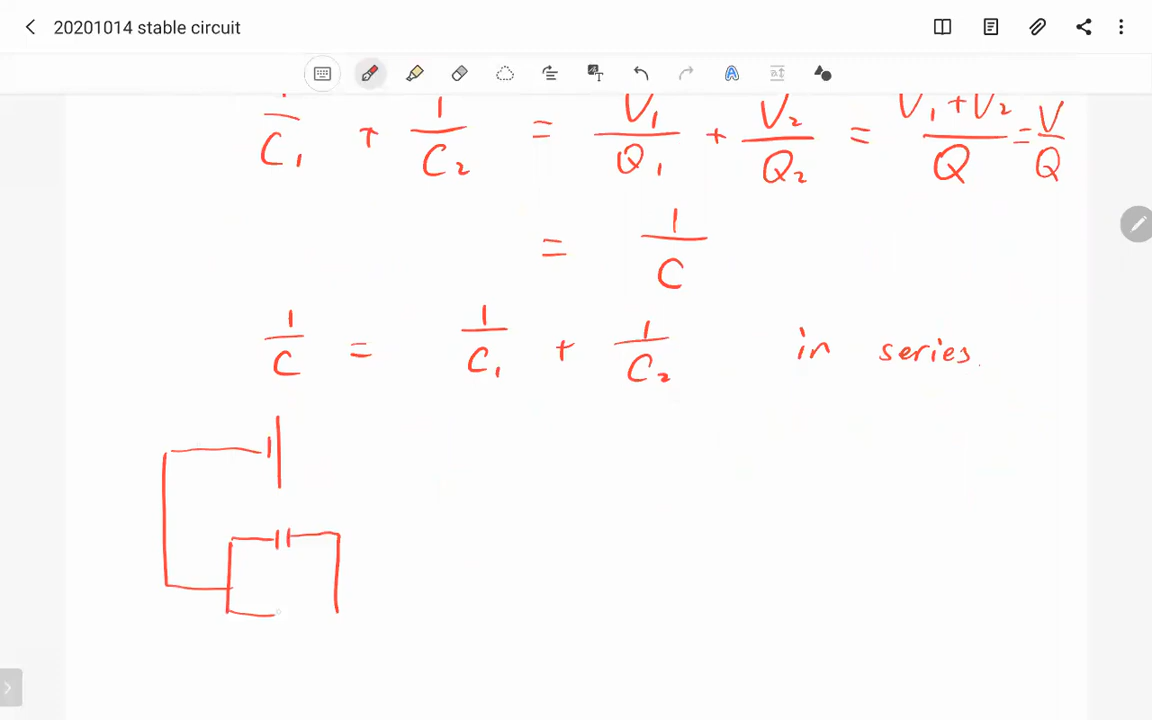 20201014 stable circuit
1/C₁ + 1/C₂ = V₁/Q₁ + V₂/Q₂ = V₁+V₂/Q = V/Q
= 1/C
1/C = 1/C₁ + 1/C₂ in series.